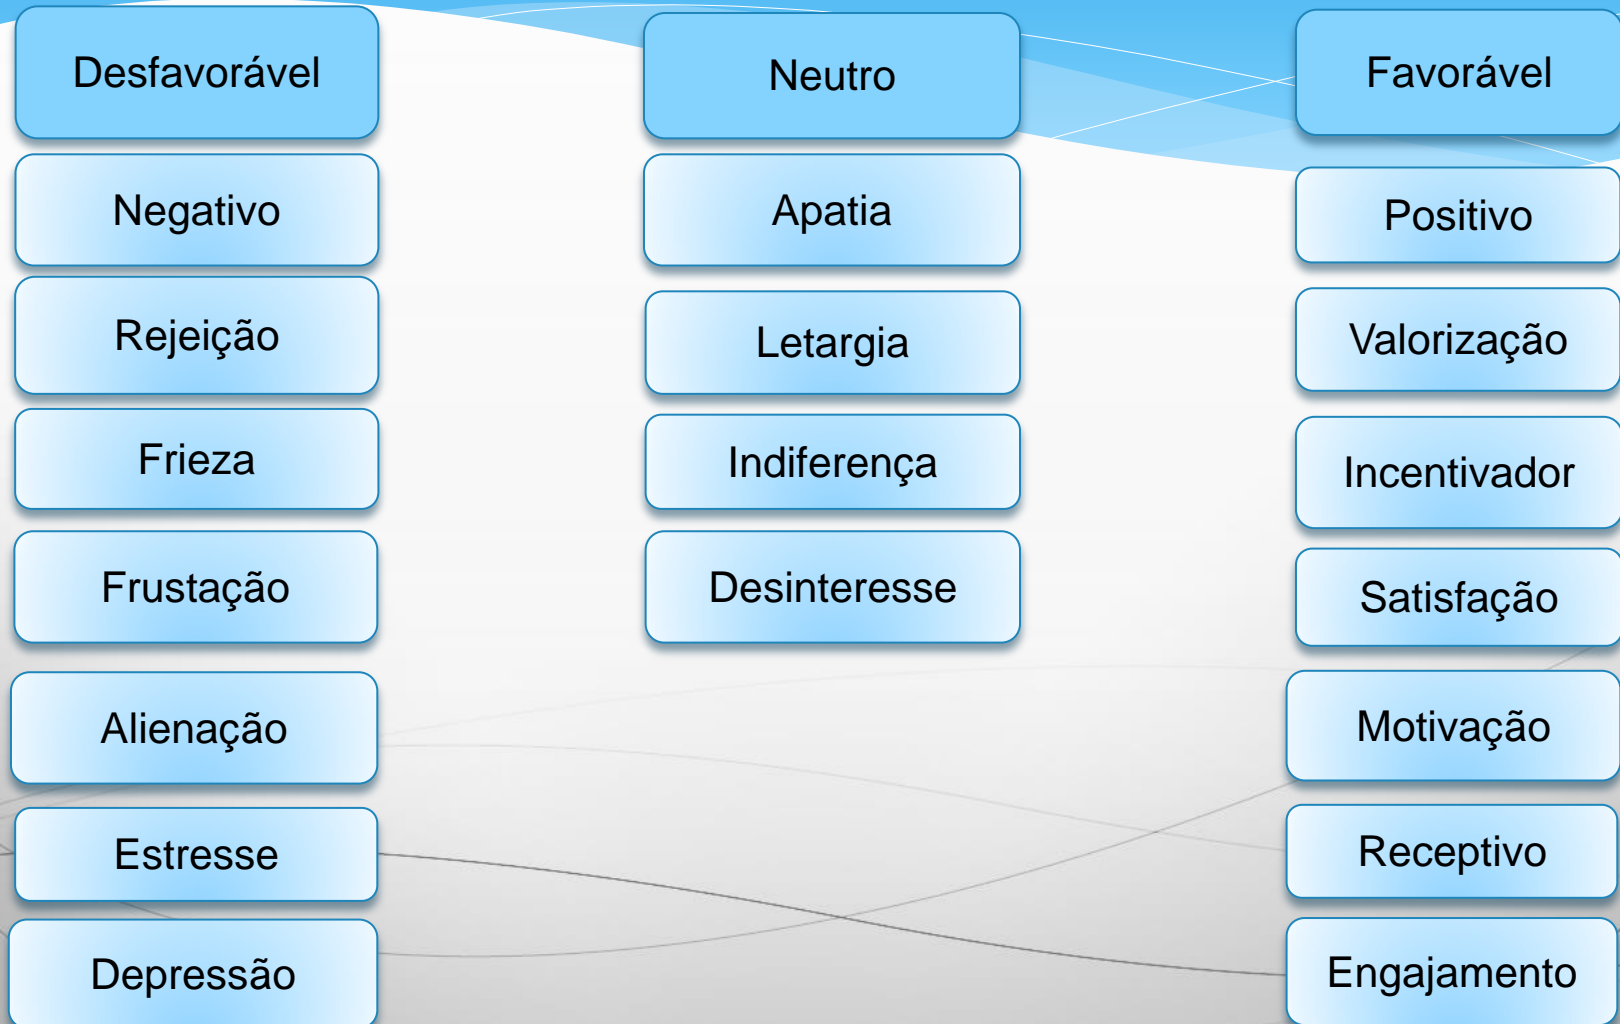 Desfavorável
Negativo
Rejeição
Frieza
Frustação
Alienação
Estresse
Depressão
Neutro
Apatia
Letargia
Indiferença
Desinteresse
Favorável
Positivo
Valorização
Incentivador
Satisfação
Motivação
Receptivo
Engajamento